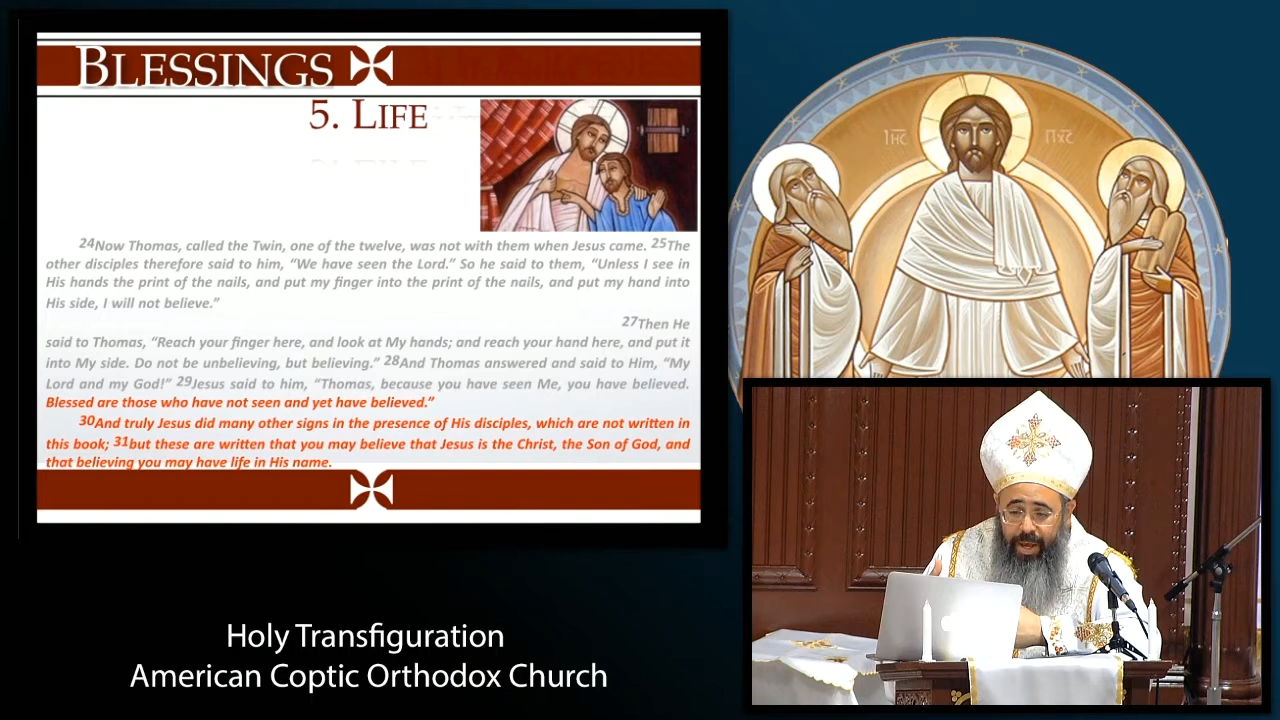 BLESSINGS
5. LIFE
24Now Thomas, called the Twin, one of the twelve, was not with them when Jesus came. 25The
other disciples therefore said to him, “We have seen the Lord.” So he said to them, “Unless I see in
His hands the print of the nails, and put my finger into the print of the nails, and put my hand into
His side, I will not believe.”
27Then He
said to Thomas, “Reach your finger here, and look at My hands; and reach your hand here, and put it
into My side. Do not be unbelieving, but believing.” 28And Thomas answered and said to Him, “My
Lord and my God!” 29Jesus said to him, “Thomas, because you have seen Me, you have believed.
Blessed are those who have not seen and yet have believed.”
30And truly Jesus did many other signs in the presence of His disciples, which are not written in
this book; 31but these are written that you may believe that Jesus is the Christ, the Son of God, and
that believing you may have life in His name.
Holy Transfiguration
American Coptic Orthodox Church